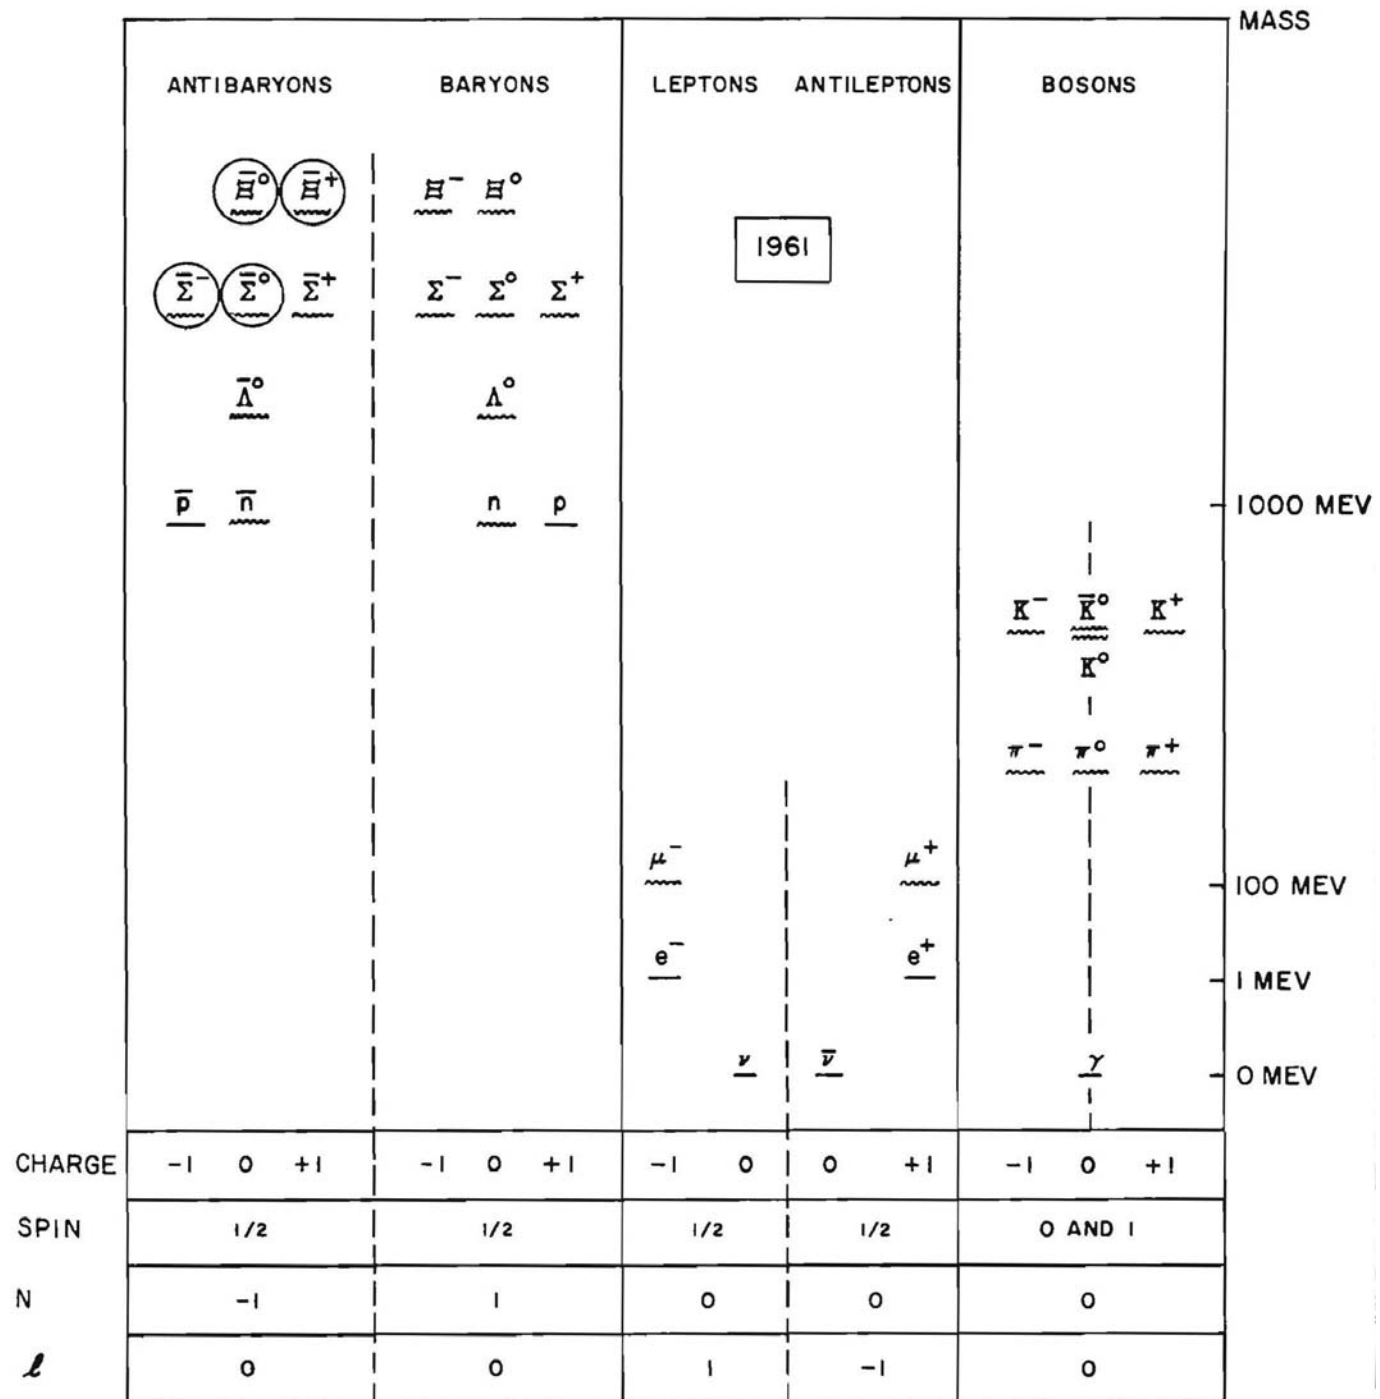 MASS
ANTIBARYONS BARYONS LEPTONS ANTILEPTONS BOSONS
Ξ̅⁰ Ξ̅⁺ Ξ⁻ Ξ⁰
1961
Σ̅⁻ Σ̅⁰ Σ̅⁺ Σ⁻ Σ⁰ Σ⁺
Λ̅⁰ Λ⁰
p̅ n̅ n p 1000 MEV
K⁻ K̅⁰ K⁺
K⁰
π⁻ π⁰ π⁺
μ⁻ μ⁺ 100 MEV
e⁻ e⁺ 1 MEV
ν ν̅ γ 0 MEV
CHARGE -1 0 +1 -1 0 +1 -1 0 0 +1 -1 0 +1
SPIN 1/2 1/2 1/2 1/2 0 AND 1
N -1 1 0 0 0
ℓ 0 0 1 -1 0